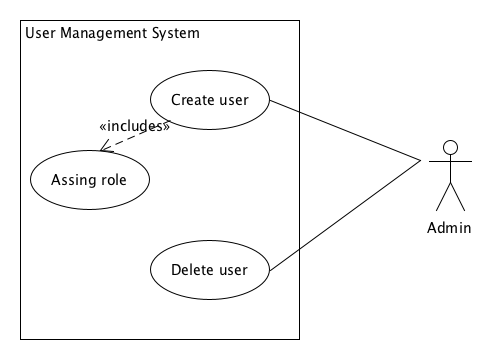 User Management System
Create user
«includes»
Assing role
Admin
Delete user